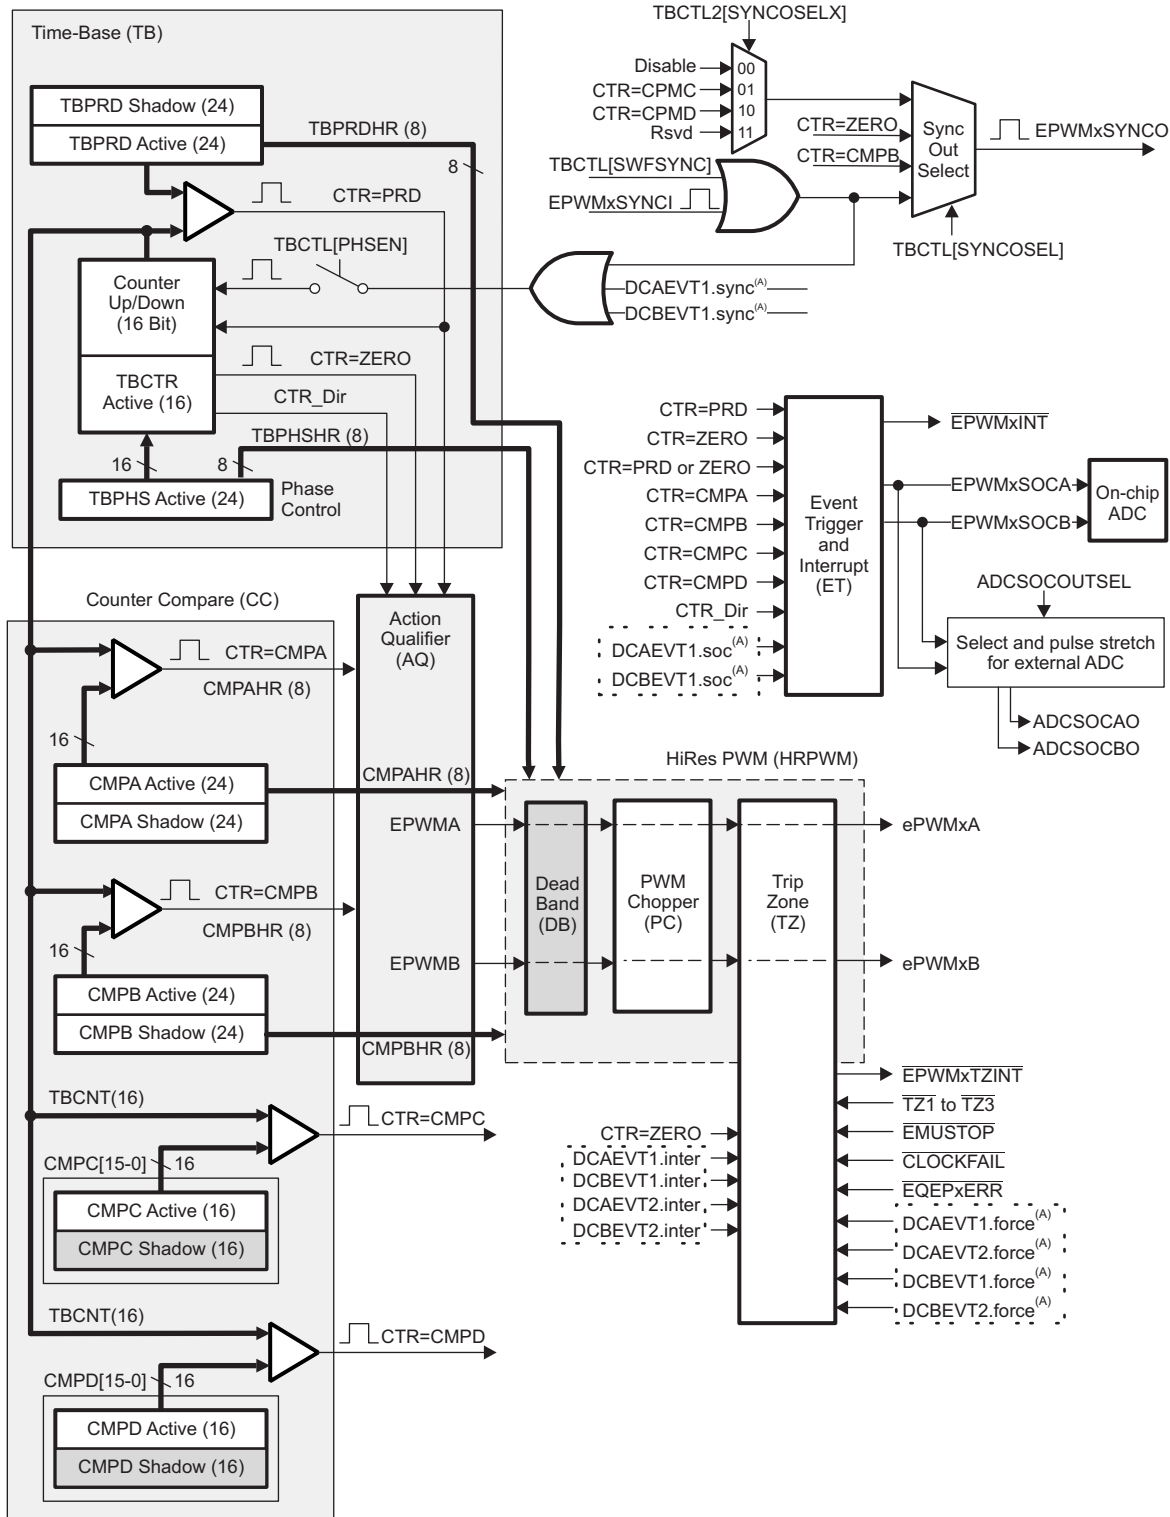 TBCTL2[SYNCOSELX]
Time-Base (TB)
Disable
00
CTR=CPMC
01
CTR=CPMD
10
Rsvd
11
TBPRD Shadow (24)
TBPRD Active (24)
TBPRDHR (8)
8
CTR=ZERO
CTR=CMPB
Sync
Out
Select
EPWMxSYNCO
TBCTL[SWFSYNC]
EPWMxSYNCI
TBCTL[SYNCOSEL]
CTR=PRD
TBCTL[PHSEN]
Counter
Up/Down
(16 Bit)
DCAEVT1.sync(A)
DCBEVT1.sync(A)
CTR=ZERO
TBCTR
Active (16)
CTR_Dir
TBPHSHR (8)
16
8
TBPHS Active (24)
Phase
Control
CTR=PRD
CTR=ZERO
CTR=PRD or ZERO
CTR=CMPA
CTR=CMPB
CTR=CMPC
CTR=CMPD
CTR_Dir
DCAEVT1.soc(A)
DCBEVT1.soc(A)
Event
Trigger
and
Interrupt
(ET)
EPWMxINT
EPWMxSOCA
EPWMxSOCB
On-chip
ADC
ADCSOCOUTSEL
Select and pulse stretch
for external ADC
ADCSOCAO
ADCSOCBO
Counter Compare (CC)
Action
Qualifier
(AQ)
CTR=CMPA
CMPAHR (8)
16
CMPA Active (24)
CMPA Shadow (24)
CMPAHR (8)
HiRes PWM (HRPWM)
EPWMA
ePWMxA
Dead
Band
(DB)
PWM
Chopper
(PC)
Trip
Zone
(TZ)
CTR=CMPB
CMPBHR (8)
16
EPWMB
ePWMxB
CMPB Active (24)
CMPB Shadow (24)
CMPBHR (8)
EPWMxTZINT
TZ1 to TZ3
EMUSTOP
CLOCKFAIL
EQEPxERR
DCAEVT1.force(A)
DCAEVT2.force(A)
DCBEVT1.force(A)
DCBEVT2.force(A)
CTR=ZERO
DCAEVT1.inter
DCBEVT1.inter
DCAEVT2.inter
DCBEVT2.inter
TBCNT(16)
CTR=CMPC
CMPC[15-0]
16
CMPC Active (16)
CMPC Shadow (16)
TBCNT(16)
CTR=CMPD
CMPD[15-0]
16
CMPD Active (16)
CMPD Shadow (16)